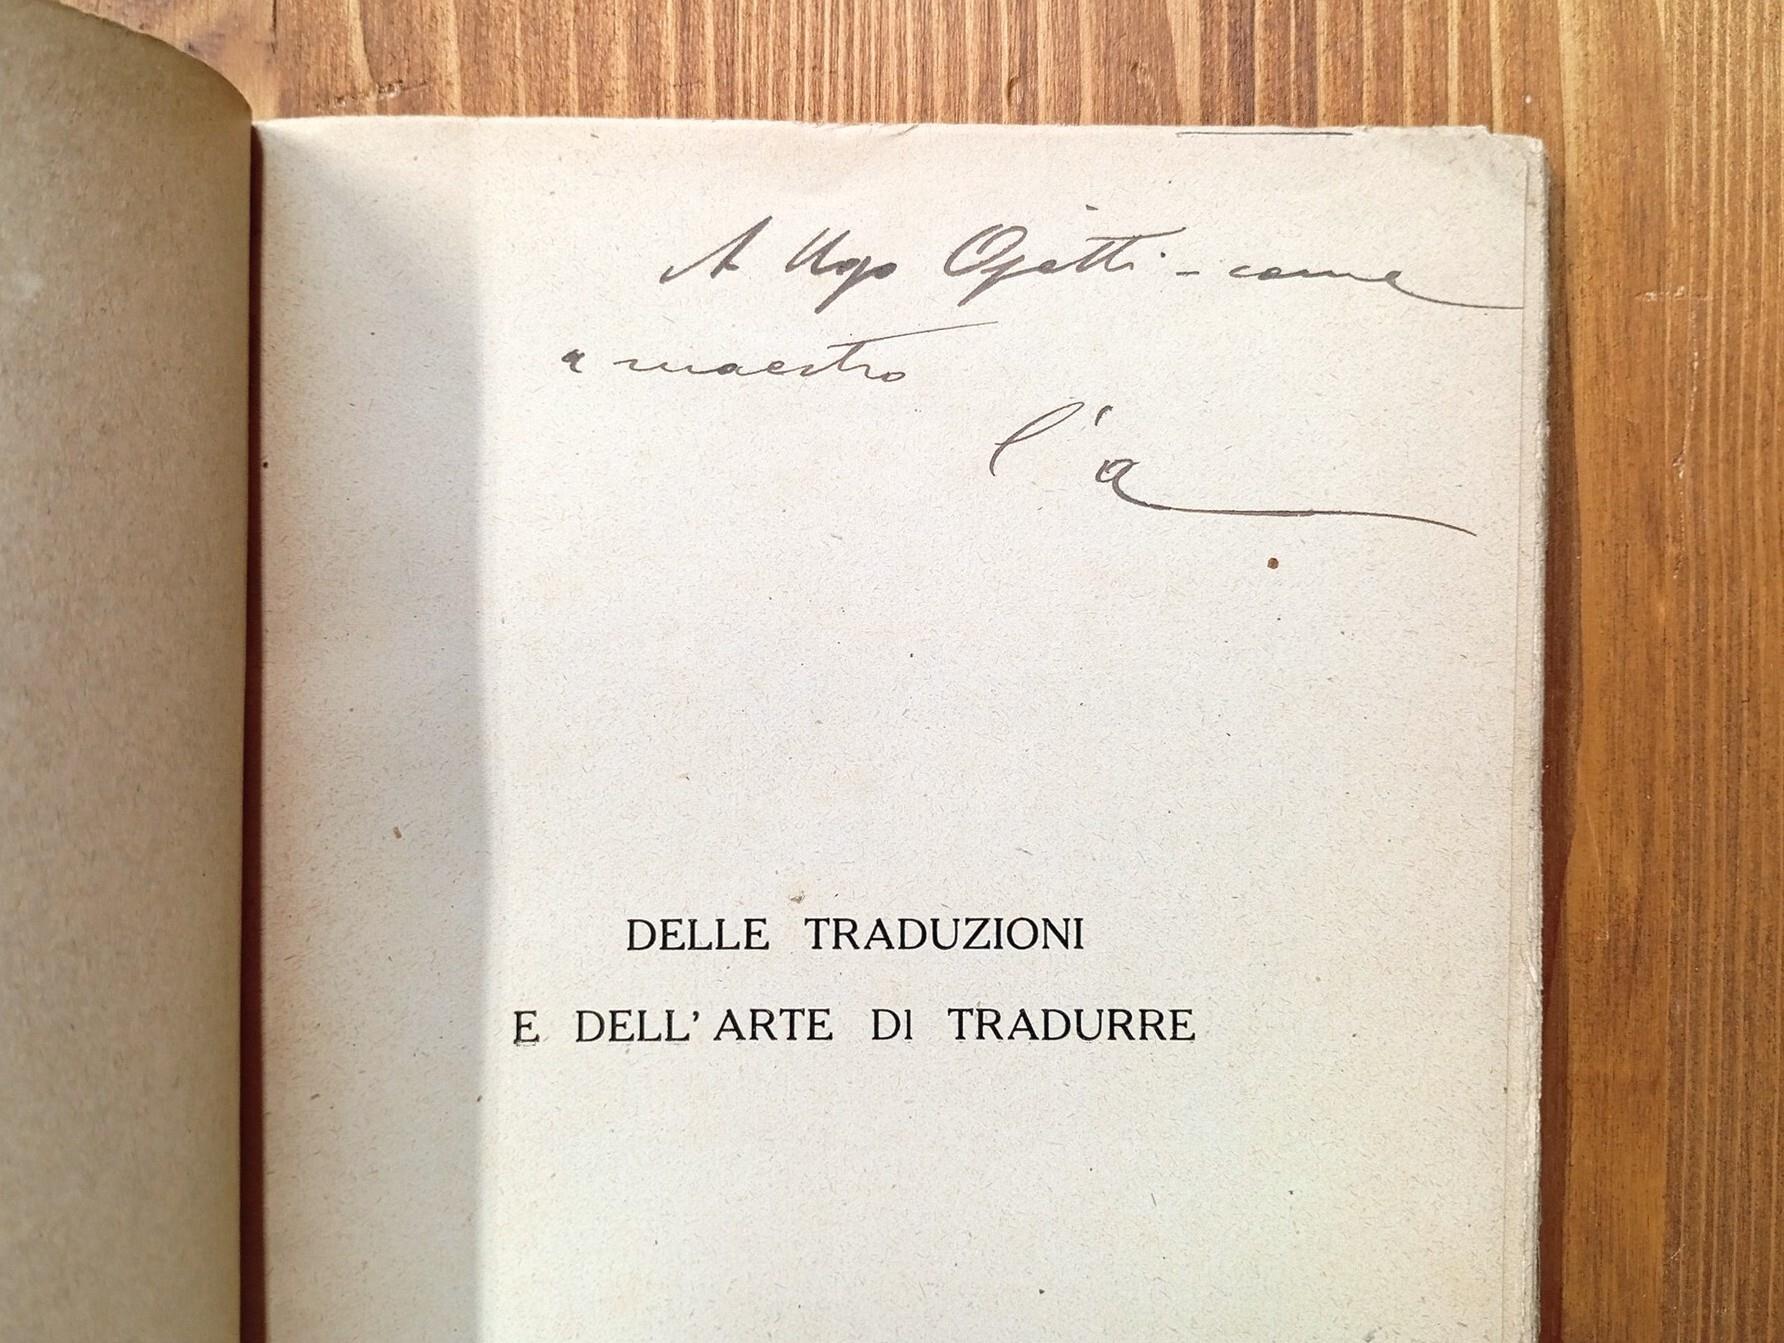 A Ugo Ojetti - come
a maestro
l'a
DELLE TRADUZIONI
E DELL'ARTE DI TRADURRE